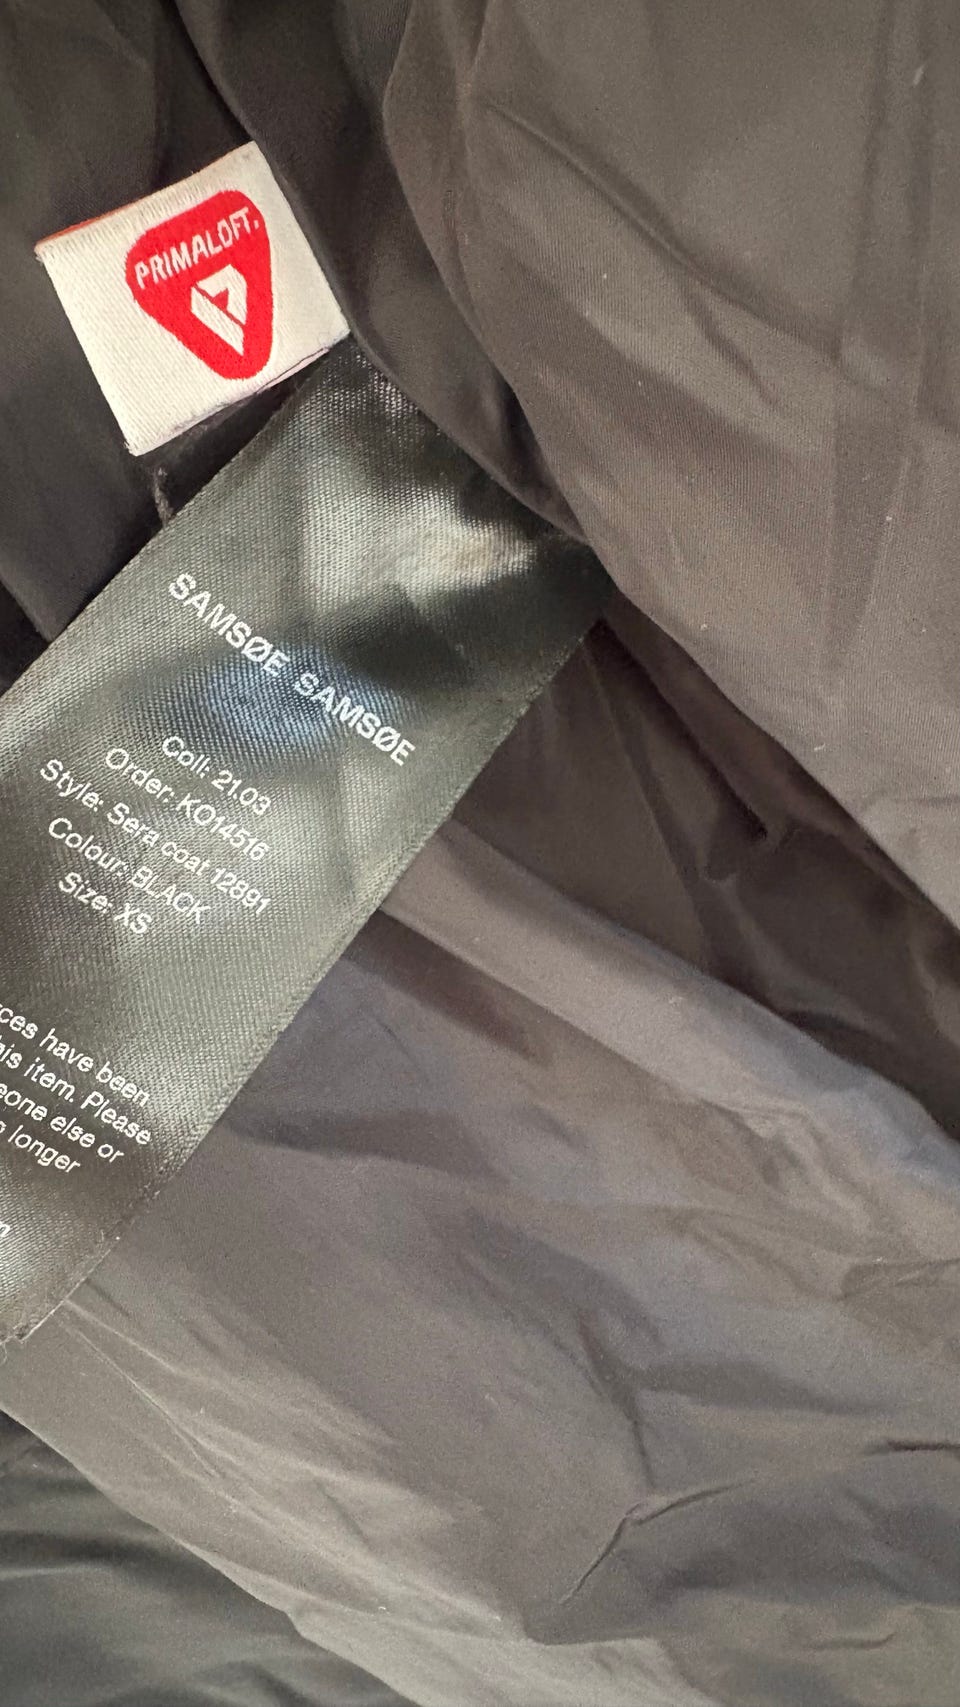 PRIMALOFT.
SAMSØE SAMSØE
Coll: 21.03
Order: KO14516
Style: Sera coat 12891
Colour: BLACK
Size: XS
have been
item. Please
else or
longer